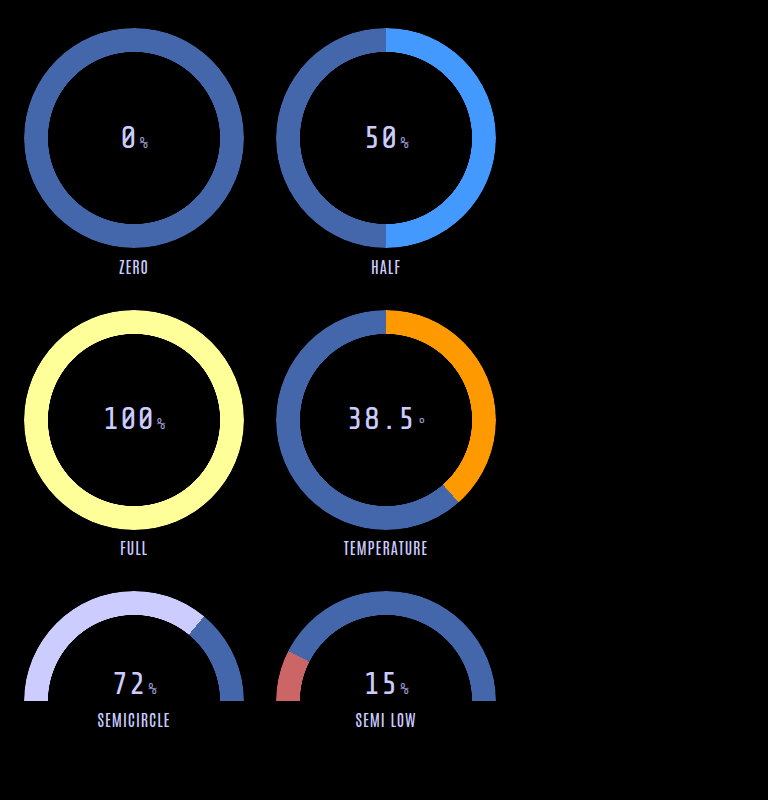 0%
ZERO
50%
HALF
100%
FULL
38.5°
TEMPERATURE
72%
SEMICIRCLE
15%
SEMI LOW